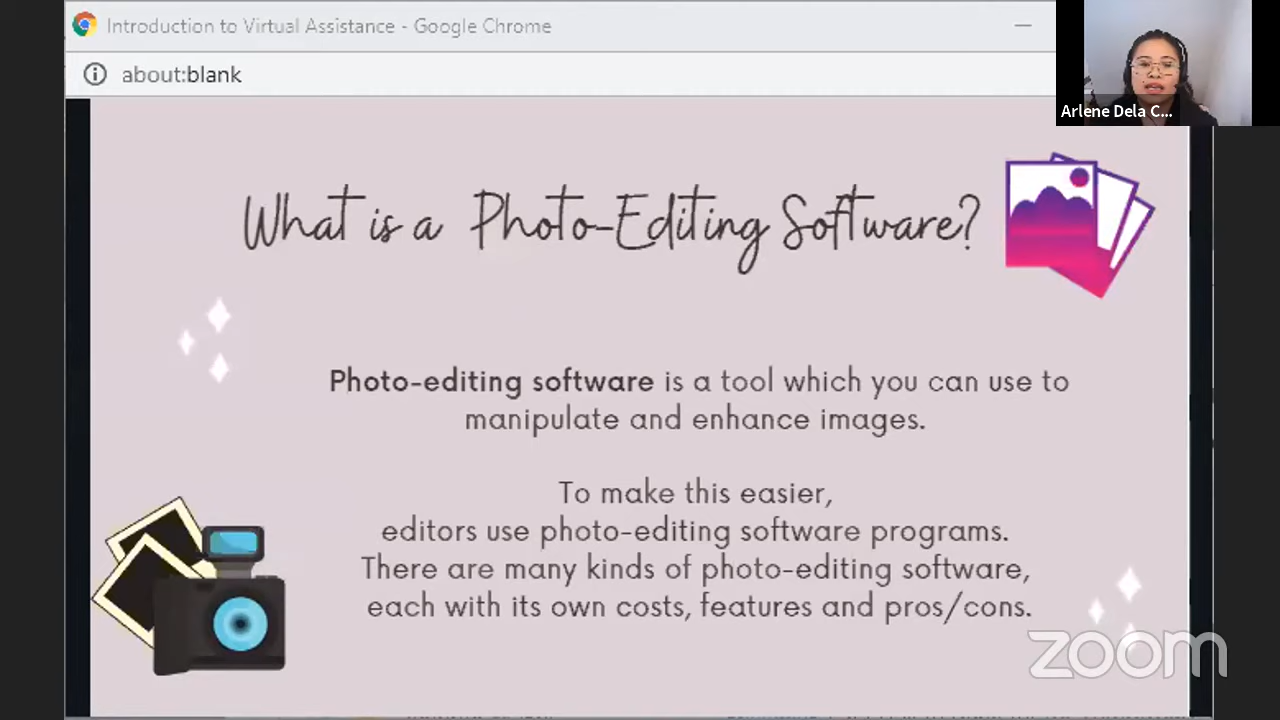 Introduction to Virtual Assistance - Google Chrome
about:blank
Arlene Dela C...
What is a Photo-Editing Software?
Photo-editing software is a tool which you can use to
manipulate and enhance images.
To make this easier,
editors use photo-editing software programs.
There are many kinds of photo-editing software,
each with its own costs, features and pros/cons.
zoom